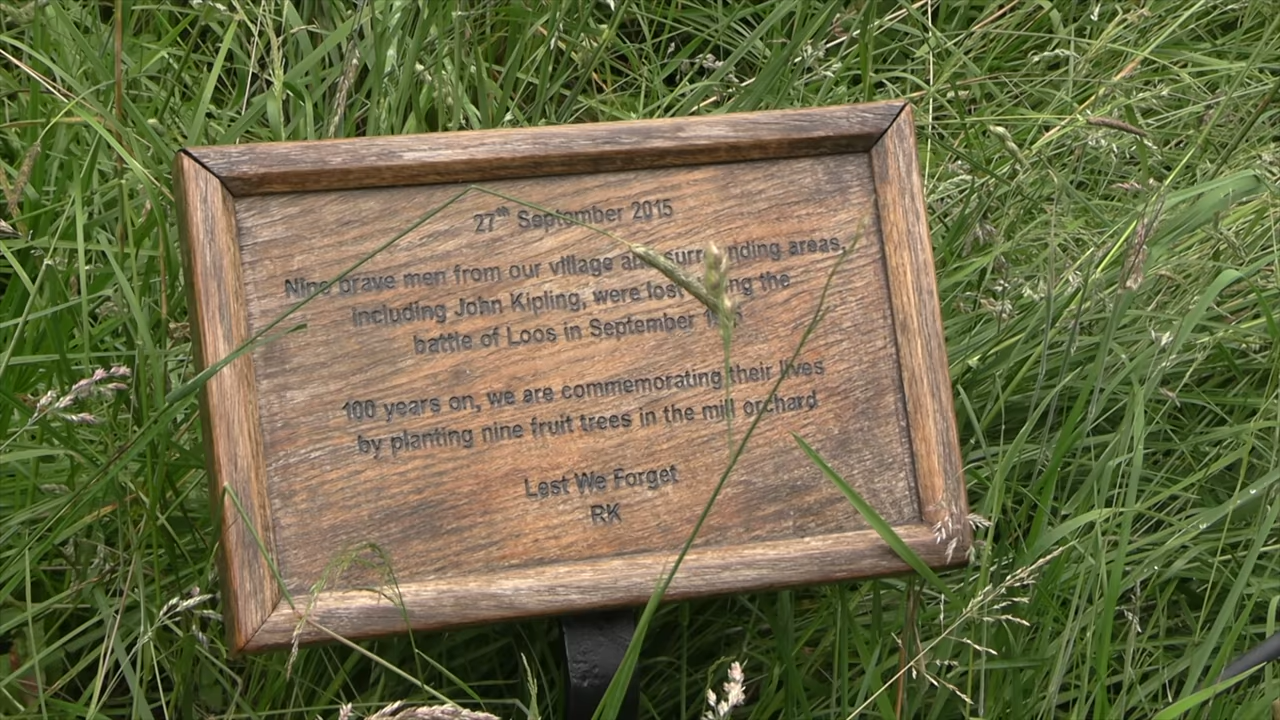 27th September 2015
Nine brave men from our village and surrounding areas,
including John Kipling, were lost during the
battle of Loos in September 1915
100 years on, we are commemorating their lives
by planting nine fruit trees in the mill orchard
Lest We Forget
RK